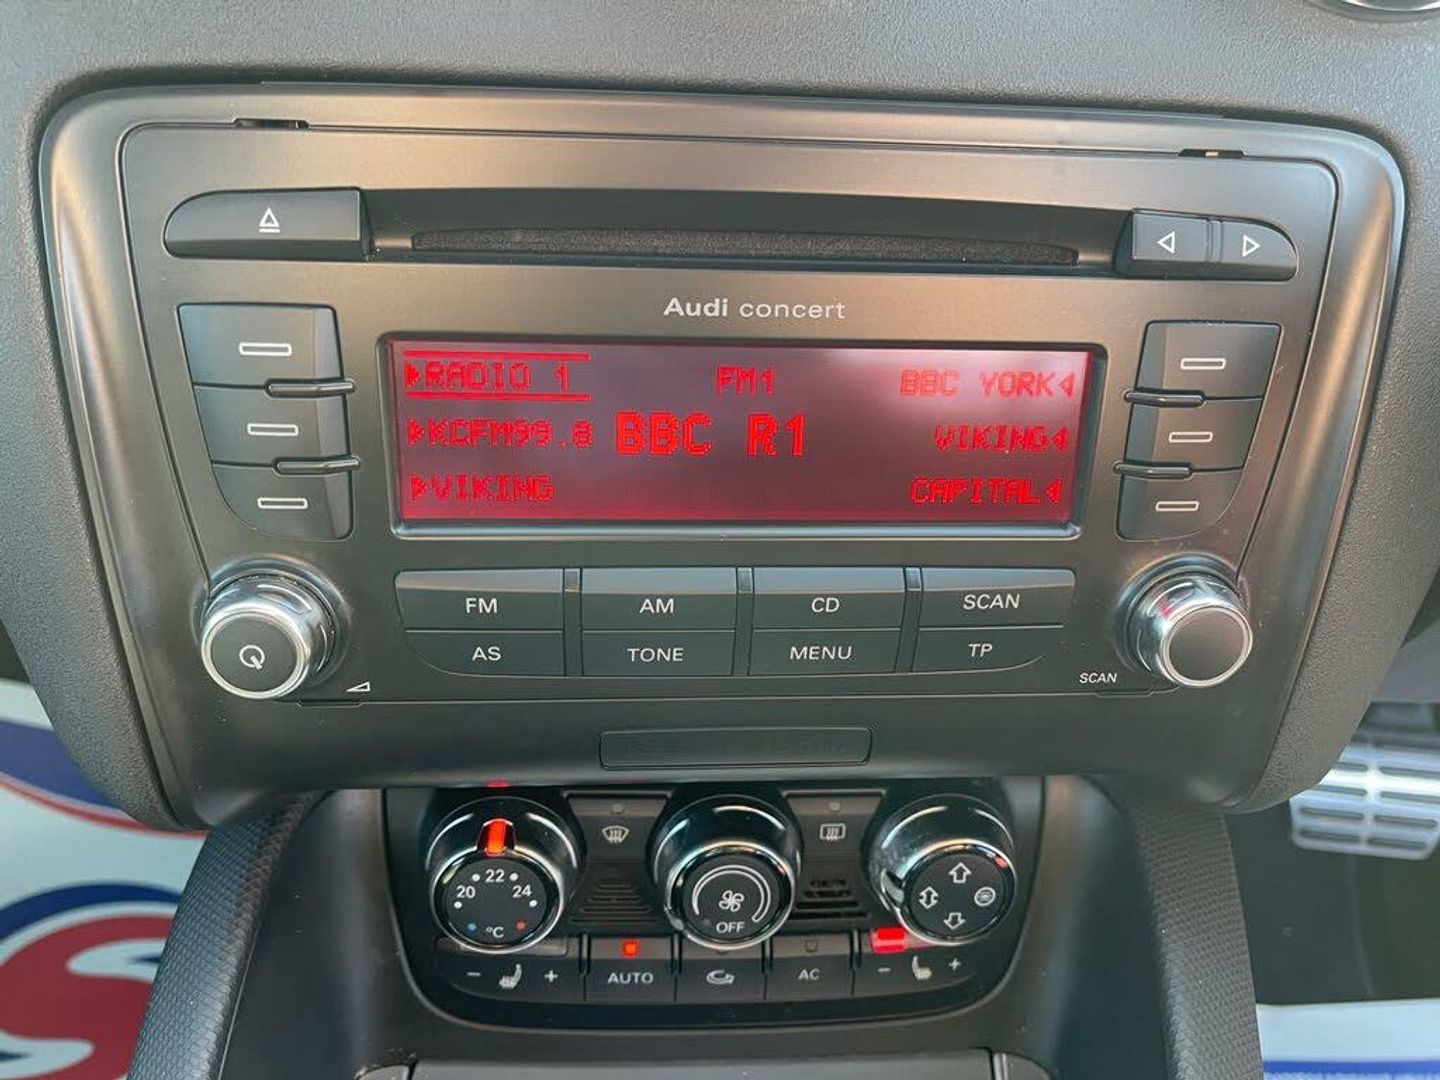 Audi concert
RADIO 1 FM1 BBC YORK
KCFM99.8 BBC R1 VIKING
VIKING CAPITAL
FM AM CD SCAN
AS TONE MENU TP
SCAN
20 22 24
°C
OFF
- + AUTO AC - +